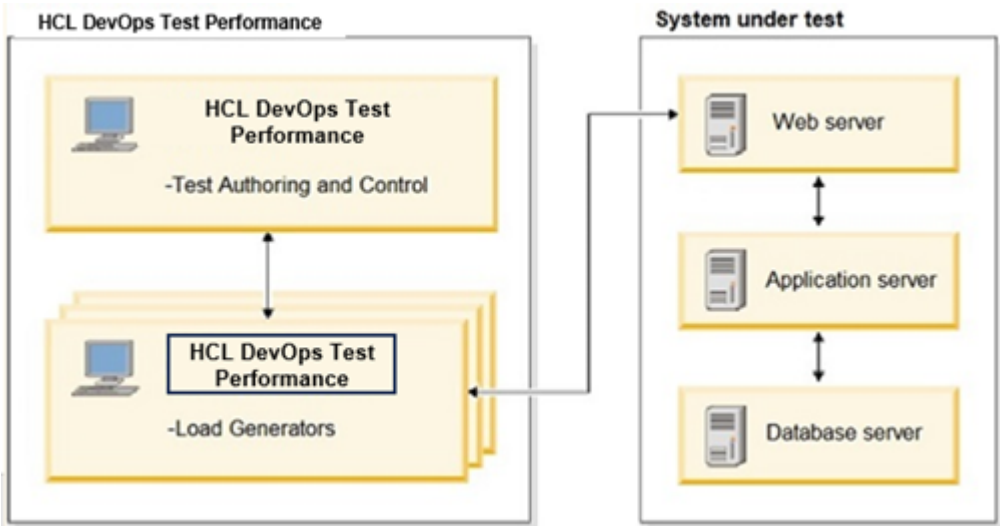 HCL DevOps Test Performance
HCL DevOps Test
Performance
-Test Authoring and Control
HCL DevOps Test
Performance
-Load Generators
System under test
Web server
Application server
Database server